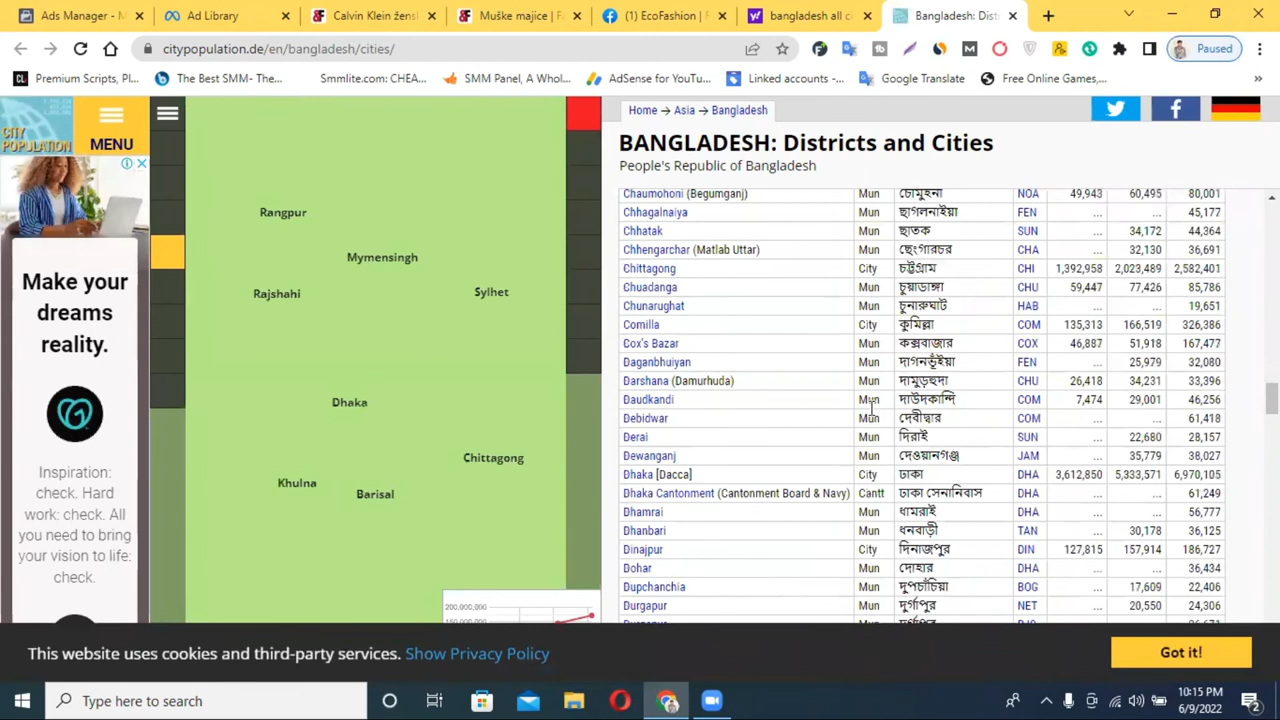 Ads Manager - M
Ad Library
Calvin Klein žens
Muške majice | Fa
(1) EcoFashion | F
bangladesh all ci
Bangladesh: Distr
citypopulation.de/en/bangladesh/cities/
Paused
Premium Scripts, Pl...
The Best SMM- The...
Smmlite.com: CHEA...
SMM Panel, A Whol...
AdSense for YouTu...
Linked accounts -...
Google Translate
Free Online Games,...
CITY
POPULATION
MENU
Make your
dreams
reality.
Inspiration:
check. Hard
work: check. All
you need to bring
your vision to life:
check.
Rangpur
Mymensingh
Rajshahi
Sylhet
Dhaka
Chittagong
Khulna
Barisal
200,000,000
Home → Asia → Bangladesh
BANGLADESH: Districts and Cities
People's Republic of Bangladesh
Chaumohoni (Begumganj) Mun চৌমুহনী NOA 49,943 60,495 80,001
Chhagalnaiya Mun ছাগলনাইয়া FEN ... ... 45,177
Chhatak Mun ছাতক SUN ... 34,172 44,364
Chhengarchar (Matlab Uttar) Mun ছেংগারচর CHA ... 32,130 36,691
Chittagong City চট্টগ্রাম CHI 1,392,958 2,023,489 2,582,401
Chuadanga Mun চুয়াডাঙ্গা CHU 59,447 77,426 85,786
Chunarughat Mun চুনারুঘাট HAB ... ... 19,651
Comilla City কুমিল্লা COM 135,313 166,519 326,386
Cox's Bazar Mun কক্সবাজার COX 46,887 51,918 167,477
Daganbhuiyan Mun দাগনভূঁইয়া FEN ... 25,979 32,080
Darshana (Damurhuda) Mun দামুড়হুদা CHU 26,418 34,231 33,396
Daudkandi Mun দাউদকান্দি COM 7,474 29,001 46,256
Debidwar Mun দেবীদ্বার COM ... ... 61,418
Derai Mun দিরাই SUN ... 22,680 28,157
Dewanganj Mun দেওয়ানগঞ্জ JAM ... 35,779 38,027
Dhaka [Dacca] City ঢাকা DHA 3,612,850 5,333,571 6,970,105
Dhaka Cantonment (Cantonment Board & Navy) Cantt ঢাকা সেনানিবাস DHA ... ... 61,249
Dhamrai Mun ধামরাই DHA ... ... 56,777
Dhanbari Mun ধনবাড়ী TAN ... 30,178 36,125
Dinajpur City দিনাজপুর DIN 127,815 157,914 186,727
Dohar Mun দোহার DHA ... ... 36,434
Dupchanchia Mun দুপচাঁচিয়া BOG ... 17,609 22,406
Durgapur Mun দুর্গাপুর NET ... 20,550 24,306
This website uses cookies and third-party services. Show Privacy Policy
Got it!
Type here to search
10:15 PM
6/9/2022
2